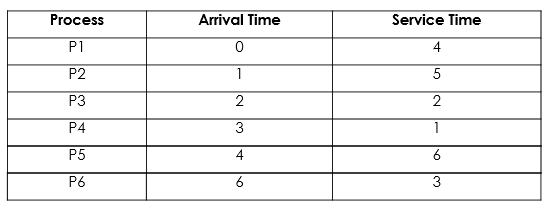 Process Arrival Time Service Time
P1 0 4
P2 1 5
P3 2 2
P4 3 1
P5 4 6
P6 6 3